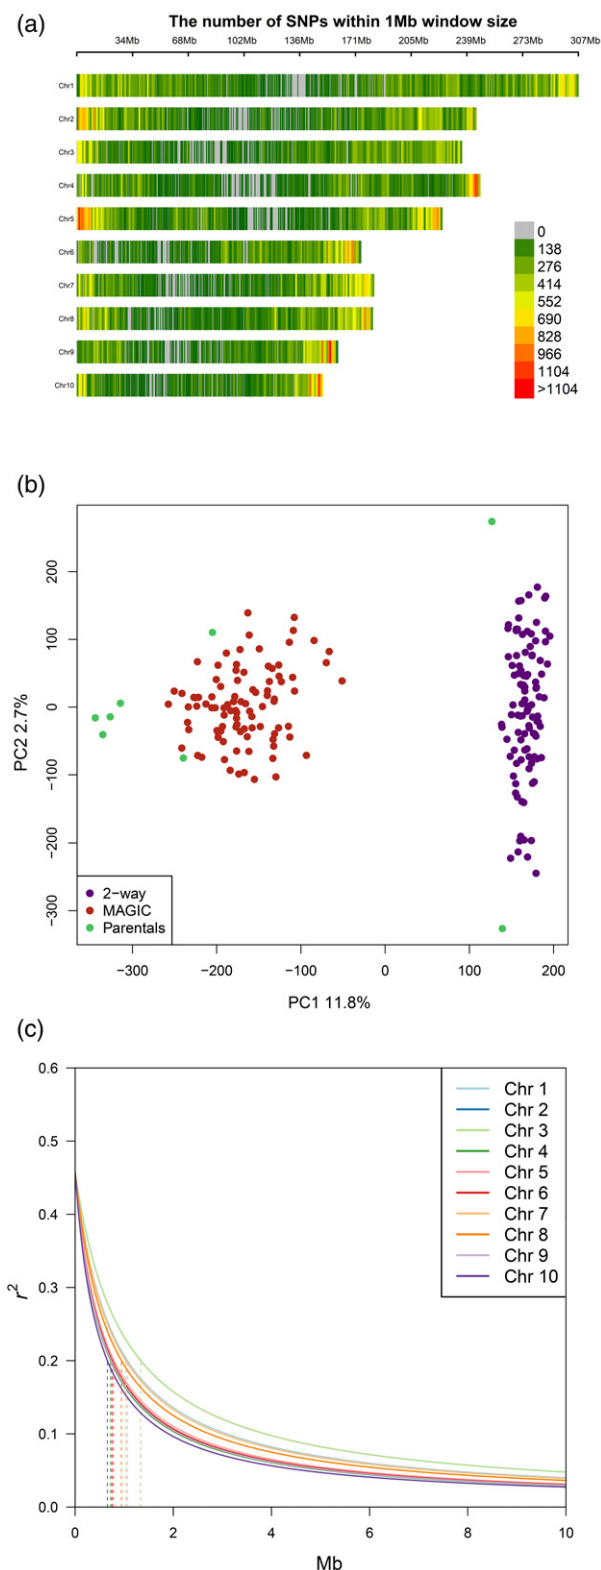 (a)
The number of SNPs within 1Mb window size
34Mb 68Mb 102Mb 136Mb 171Mb 205Mb 239Mb 273Mb 307Mb
Chr1
Chr2
Chr3
Chr4
Chr5
Chr6
Chr7
Chr8
Chr9
Chr10
0
138
276
414
552
690
828
966
1104
>1104
(b)
200
100
0
−100
−200
−300
PC2 2.7%
2−way
MAGIC
Parentals
−300 −200 −100 0 100 200
PC1 11.8%
(c)
0.6
0.5
0.4
0.3
0.2
0.1
0.0
r²
Chr 1
Chr 2
Chr 3
Chr 4
Chr 5
Chr 6
Chr 7
Chr 8
Chr 9
Chr 10
0 2 4 6 8 10
Mb